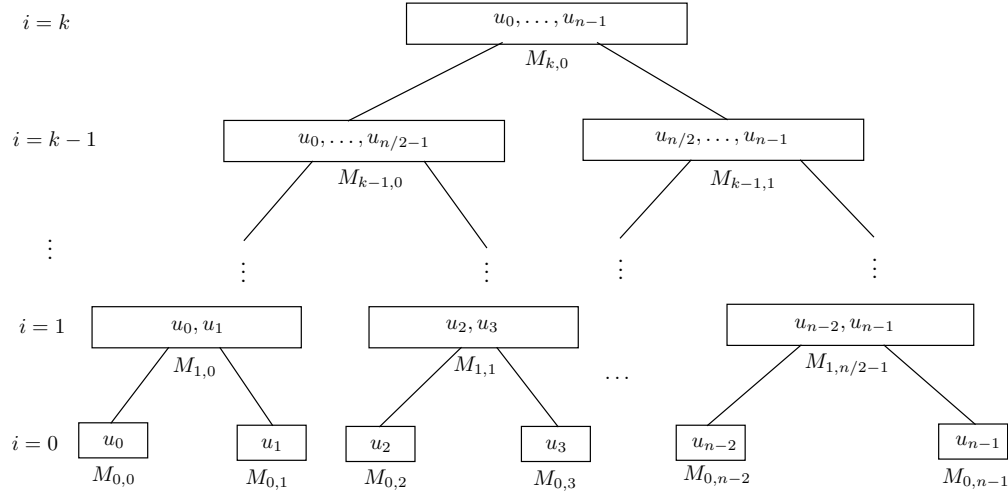 i = k
u_0, . . . , u_{n−1}
M_{k,0}
i = k − 1
u_0, . . . , u_{n/2−1}
u_{n/2}, . . . , u_{n−1}
M_{k−1,0}
M_{k−1,1}
⋮
⋮ ⋮ ⋮ ⋮
i = 1
u_0, u_1
u_2, u_3
u_{n−2}, u_{n−1}
M_{1,0}
M_{1,1}
M_{1,n/2−1}
. . .
i = 0
u_0
u_1
u_2
u_3
u_{n−2}
u_{n−1}
M_{0,0}
M_{0,1}
M_{0,2}
M_{0,3}
M_{0,n−2}
M_{0,n−1}